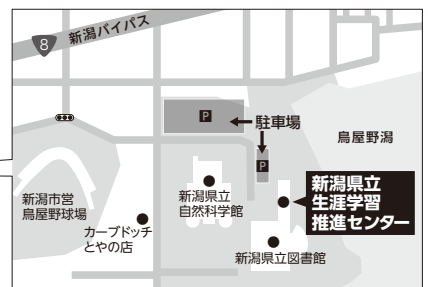 8
新潟バイパス
P
駐車場
P
鳥屋野潟
新潟県立
生涯学習
推進センター
新潟県立
自然科学館
新潟市営
鳥屋野球場
カーブドッチ
とやの店
新潟県立図書館